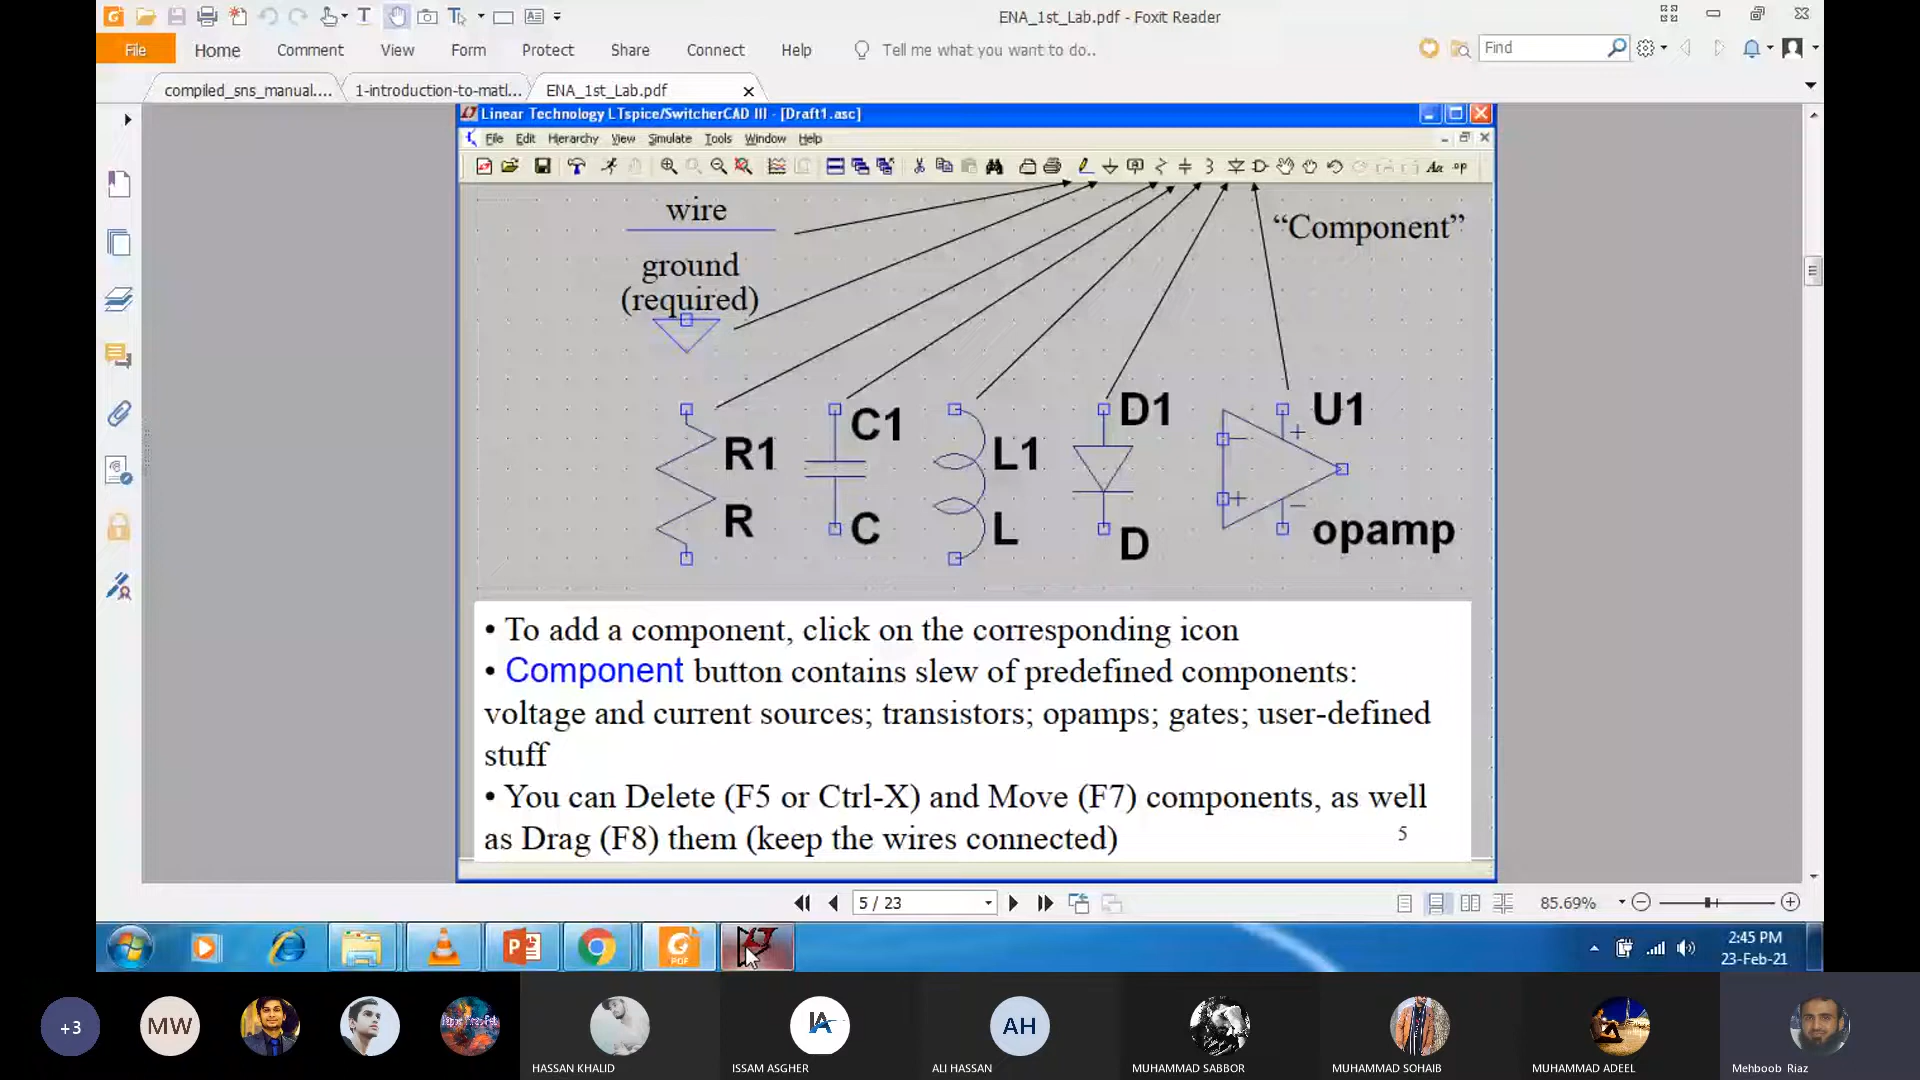 ENA_1st_Lab.pdf - Foxit Reader
File Home Comment View Form Protect Share Connect Help Tell me what you want to do.. Find
compiled_sns_manual.... 1-introduction-to-matl... ENA_1st_Lab.pdf
Linear Technology LTspice/SwitcherCAD III - [Draft1.asc]
File Edit Hierarchy View Simulate Tools Window Help
Aa .op
wire
"Component"
ground
(required)
C1 D1 U1
R1 L1
R C L D opamp
• To add a component, click on the corresponding icon
• Component button contains slew of predefined components:
voltage and current sources; transistors; opamps; gates; user-defined
stuff
• You can Delete (F5 or Ctrl-X) and Move (F7) components, as well
as Drag (F8) them (keep the wires connected) 5
5 / 23 85.69%
2:45 PM
23-Feb-21
+3 MW IA AH
HASSAN KHALID ISSAM ASGHER ALI HASSAN MUHAMMAD SABBOR MUHAMMAD SOHAIB MUHAMMAD ADEEL Mehboob Riaz